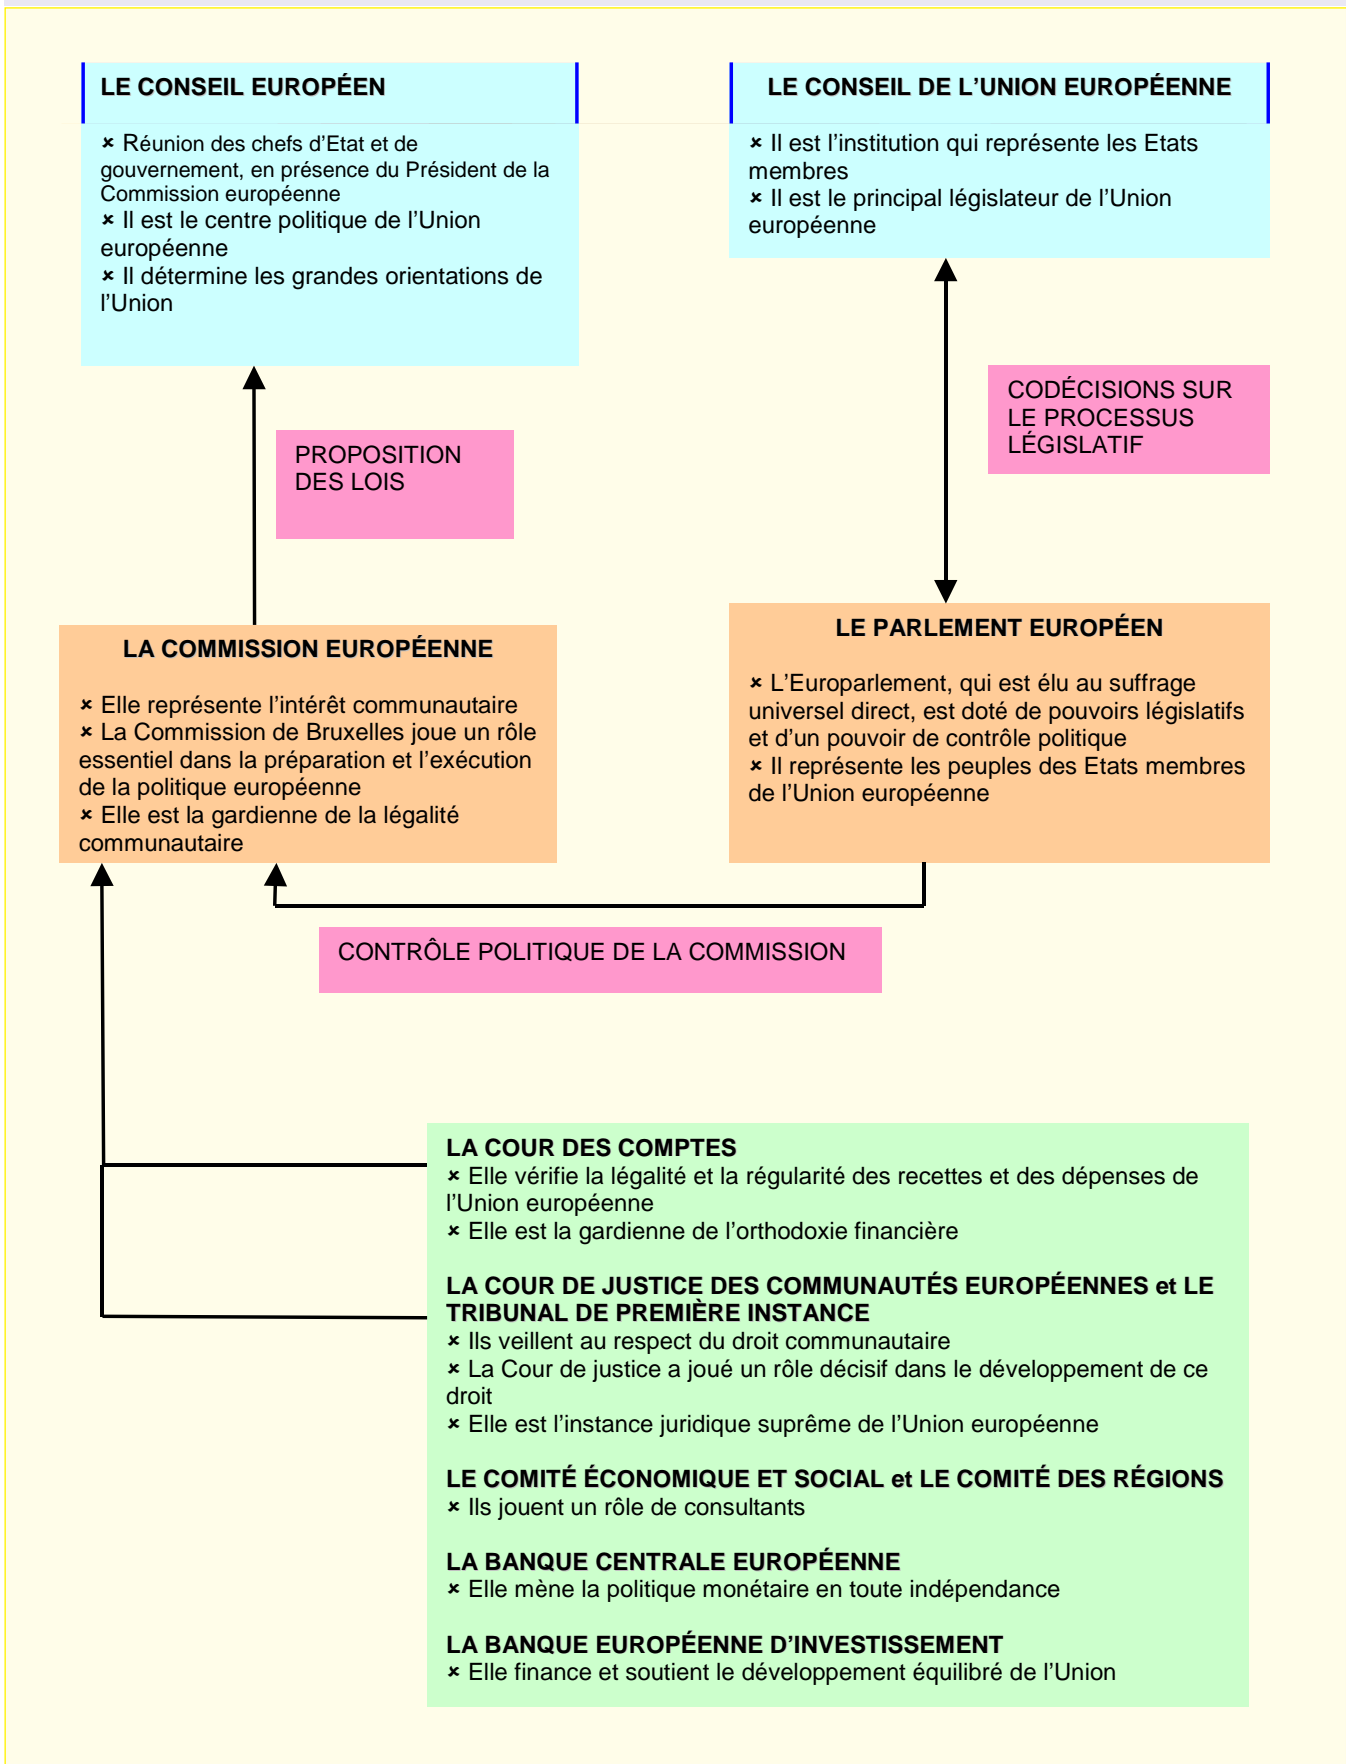 LE CONSEIL EUROPÉEN
× Réunion des chefs d'Etat et de
gouvernement, en présence du Président de la
Commission européenne
× Il est le centre politique de l'Union
européenne
× Il détermine les grandes orientations de
l'Union
LE CONSEIL DE L'UNION EUROPÉENNE
× Il est l'institution qui représente les Etats
membres
× Il est le principal législateur de l'Union
européenne
PROPOSITION
DES LOIS
CODÉCISIONS SUR
LE PROCESSUS
LÉGISLATIF
LA COMMISSION EUROPÉENNE
× Elle représente l'intérêt communautaire
× La Commission de Bruxelles joue un rôle
essentiel dans la préparation et l'exécution
de la politique européenne
× Elle est la gardienne de la légalité
communautaire
LE PARLEMENT EUROPÉEN
× L'Europarlement, qui est élu au suffrage
universel direct, est doté de pouvoirs législatifs
et d'un pouvoir de contrôle politique
× Il représente les peuples des Etats membres
de l'Union européenne
CONTRÔLE POLITIQUE DE LA COMMISSION
LA COUR DES COMPTES
× Elle vérifie la légalité et la régularité des recettes et des dépenses de
l'Union européenne
× Elle est la gardienne de l'orthodoxie financière
LA COUR DE JUSTICE DES COMMUNAUTÉS EUROPÉENNES et LE
TRIBUNAL DE PREMIÈRE INSTANCE
× Ils veillent au respect du droit communautaire
× La Cour de justice a joué un rôle décisif dans le développement de ce
droit
× Elle est l'instance juridique suprême de l'Union européenne
LE COMITÉ ÉCONOMIQUE ET SOCIAL et LE COMITÉ DES RÉGIONS
× Ils jouent un rôle de consultants
LA BANQUE CENTRALE EUROPÉENNE
× Elle mène la politique monétaire en toute indépendance
LA BANQUE EUROPÉENNE D'INVESTISSEMENT
× Elle finance et soutient le développement équilibré de l'Union